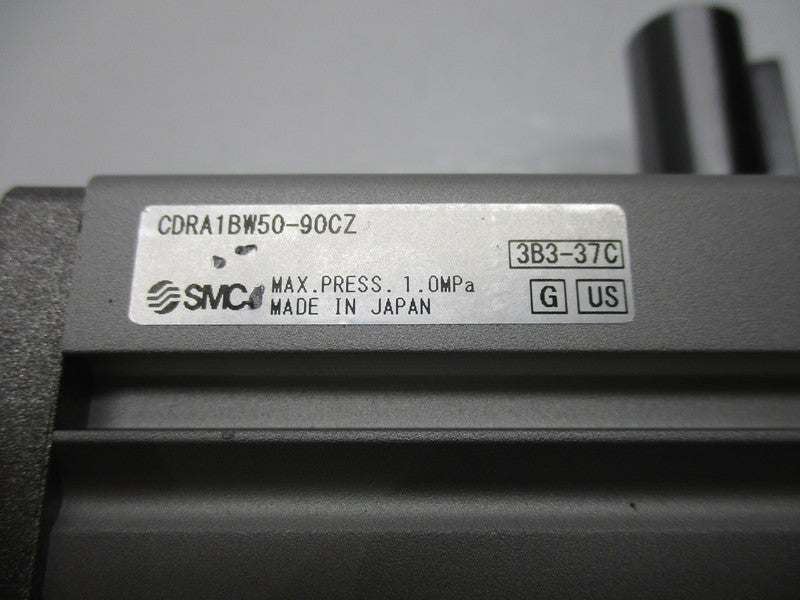 CDRA1BW50-90CZ
3B3-37C
SMC MAX.PRESS. 1.0MPa
MADE IN JAPAN
G US